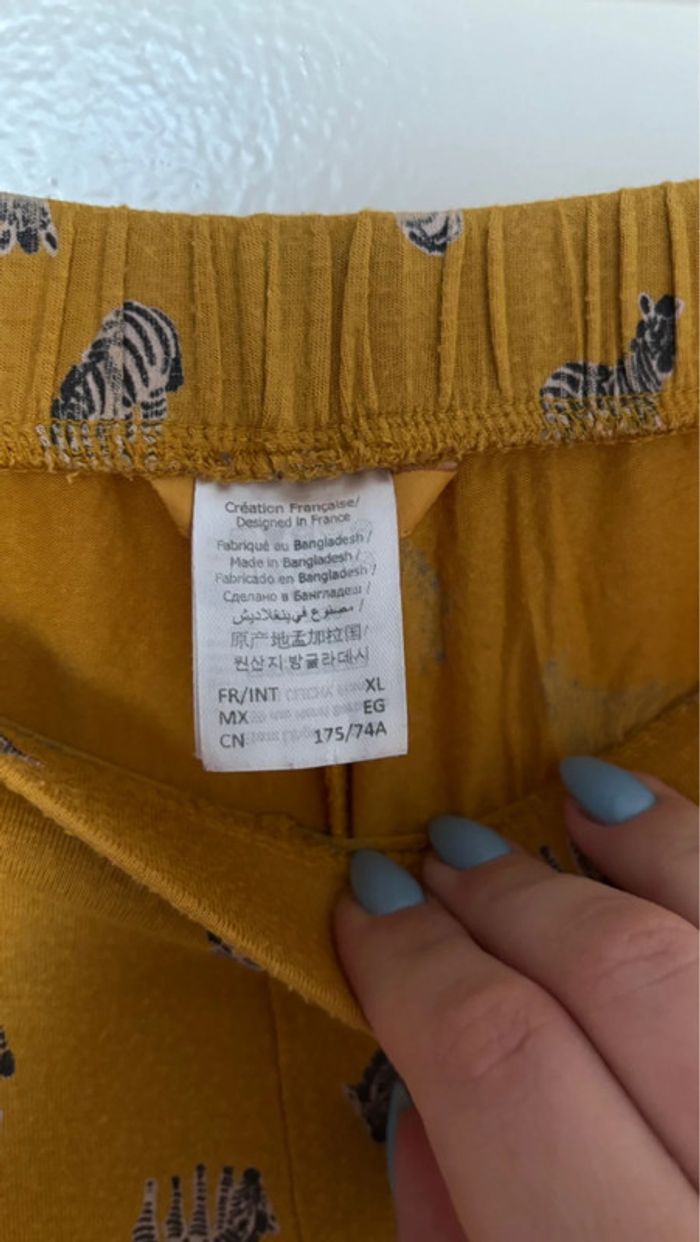 Création Française/
Designed in France
Fabriqué au Bangladesh /
Made in Bangladesh /
Fabricado en Bangladesh /
Сделано в Бангладеш /
مصنوع في بنغلاديش /
原产地孟加拉国/
원산지:방글라데시
FR/INT XL
MX EG
CN 175/74A